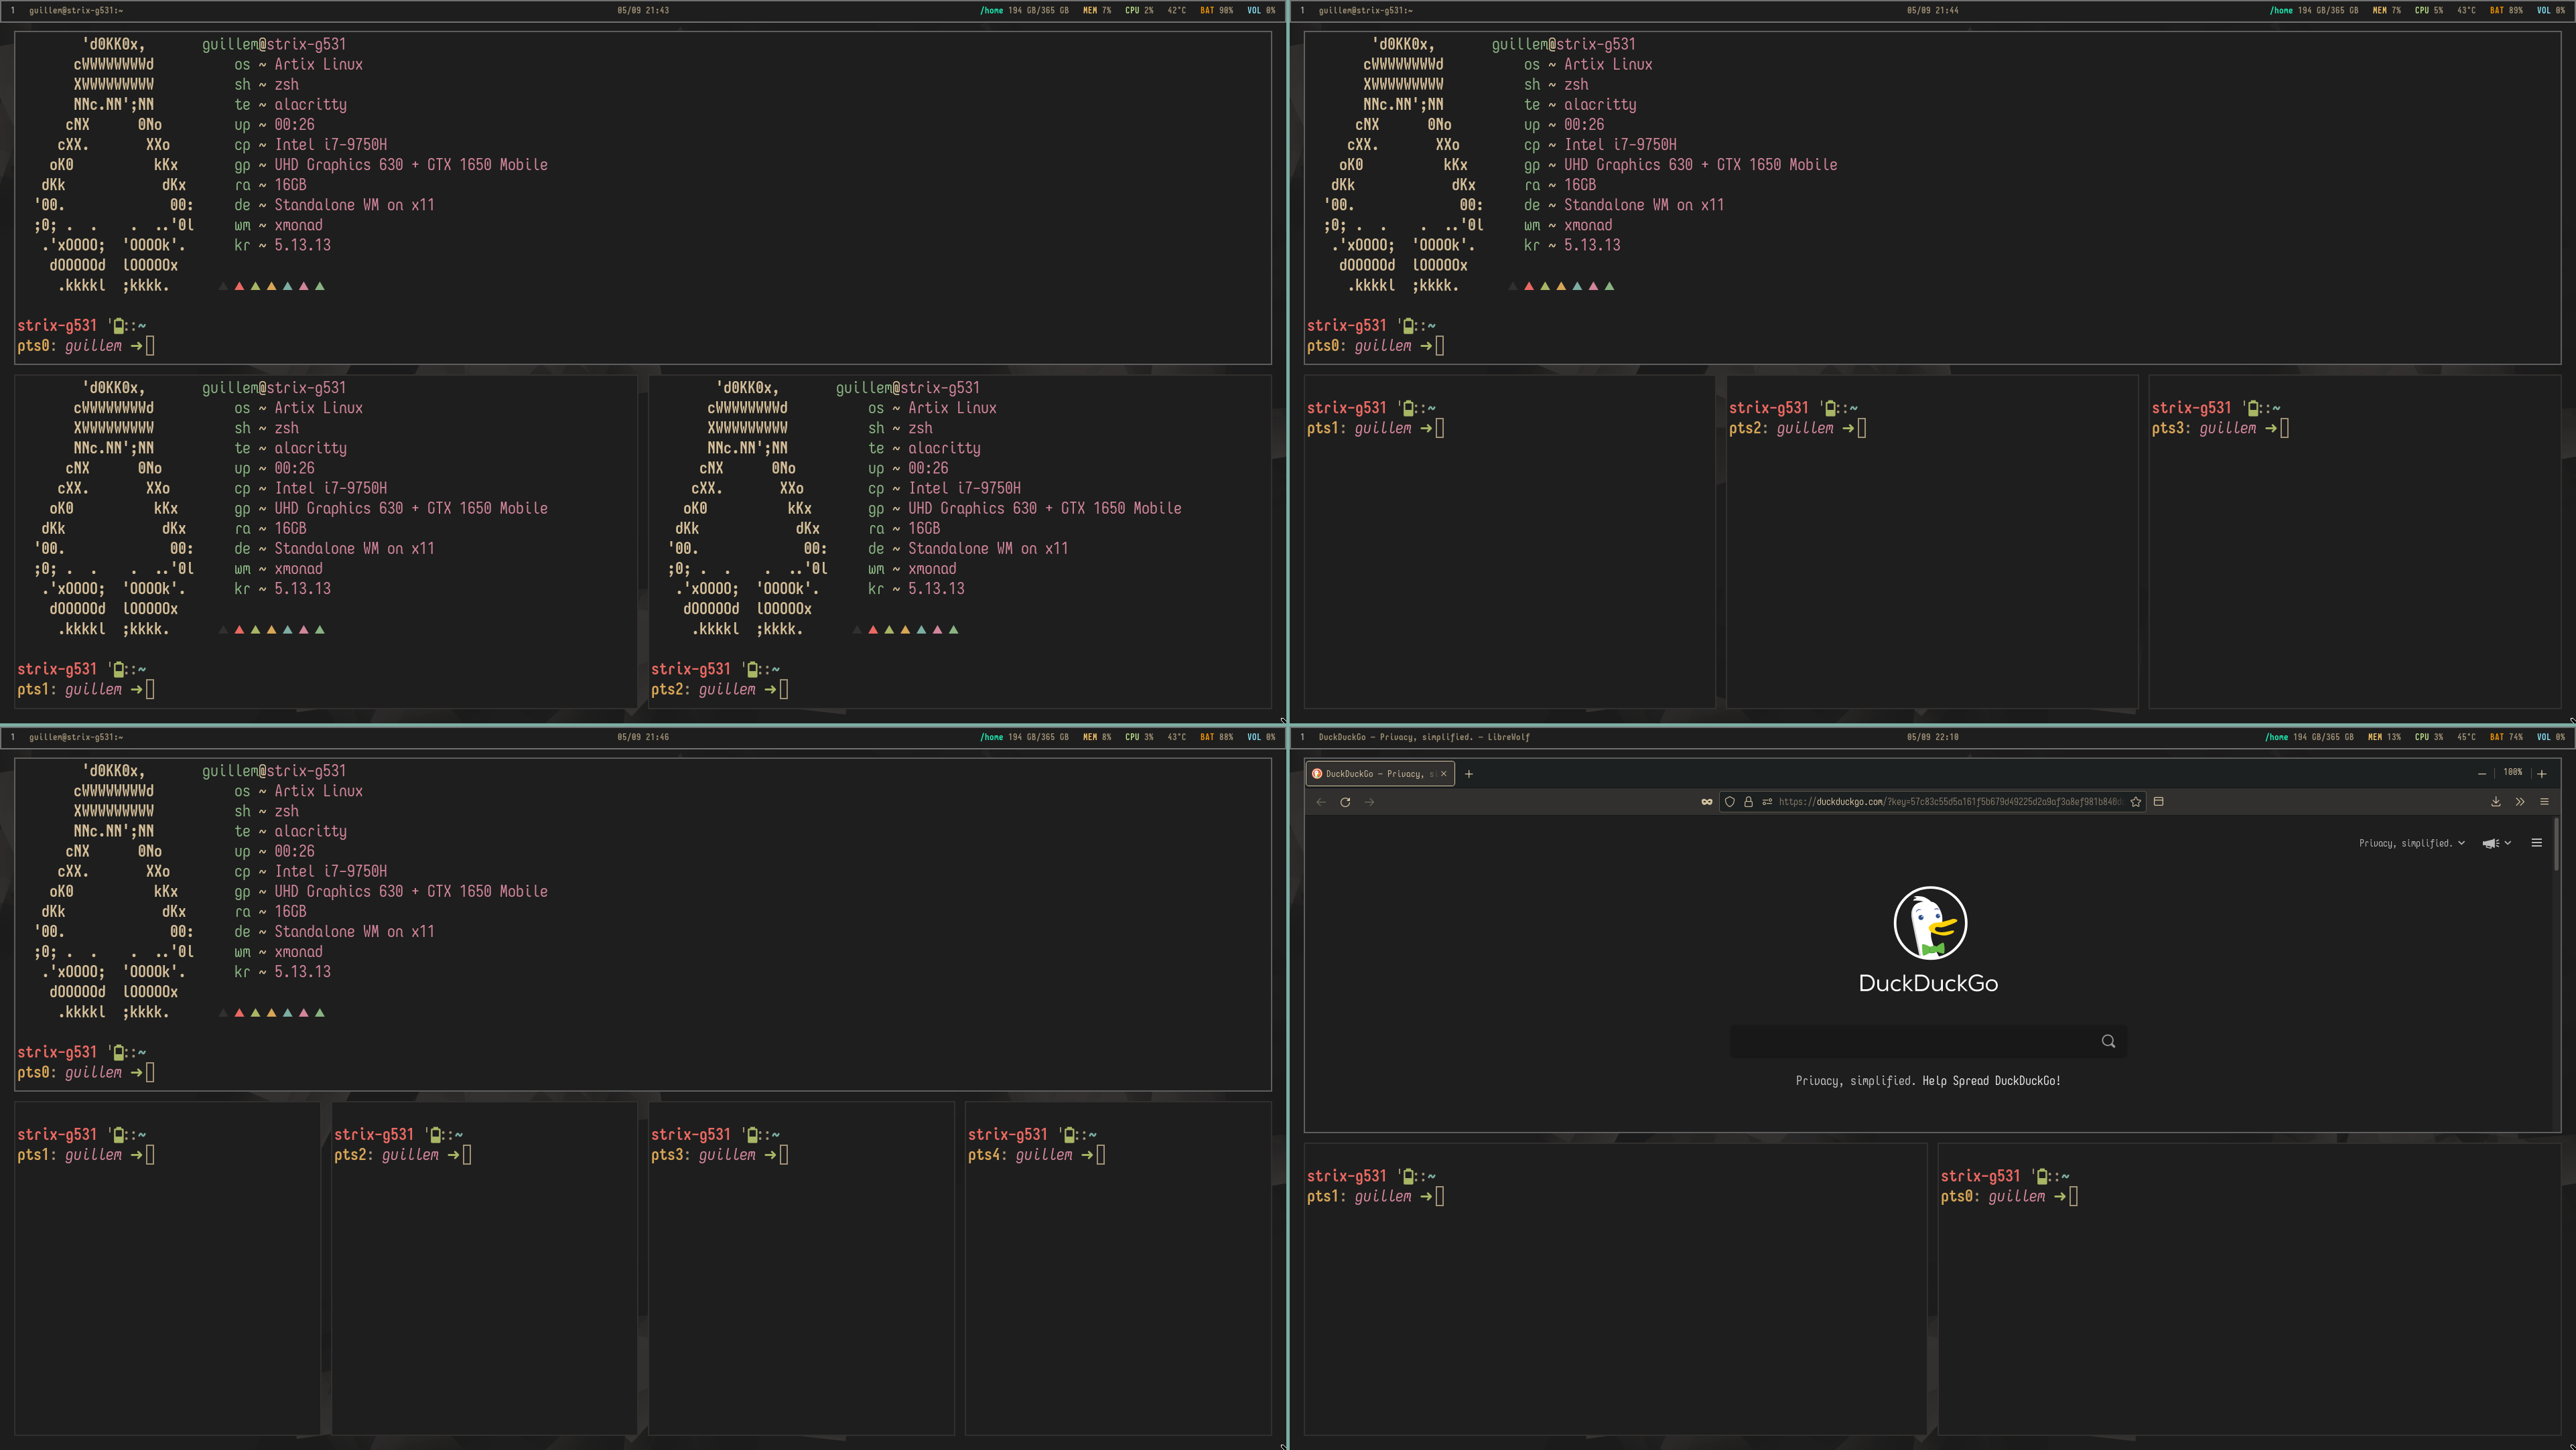 1 guillem@strix-g531:~ 05/09 21:43 /home 194 GB/365 GB MEM 7% CPU 2% 42°C BAT 90% VOL 0%
'd0KK0x, guillem@strix-g531
cWWWWWWWWd os ~ Artix Linux
XWWWWWWWWW sh ~ zsh
NNc.NN';NN te ~ alacritty
cNX 0No up ~ 00:26
cXX. XXo cp ~ Intel i7-9750H
oK0 kKx gp ~ UHD Graphics 630 + GTX 1650 Mobile
dKk dKx ra ~ 16GB
'00. 00: de ~ Standalone WM on x11
;0; . . . ..'0l wm ~ xmonad
.'xOOOO; 'OOOOk'. kr ~ 5.13.13
dOOOOOd lOOOOOx
.kkkkl ;kkkk. ▲ ▲ ▲ ▲ ▲ ▲ ▲
strix-g531 '::~
pts0: guillem ➜
'd0KK0x, guillem@strix-g531
cWWWWWWWWd os ~ Artix Linux
XWWWWWWWWW sh ~ zsh
NNc.NN';NN te ~ alacritty
cNX 0No up ~ 00:26
cXX. XXo cp ~ Intel i7-9750H
oK0 kKx gp ~ UHD Graphics 630 + GTX 1650 Mobile
dKk dKx ra ~ 16GB
'00. 00: de ~ Standalone WM on x11
;0; . . . ..'0l wm ~ xmonad
.'xOOOO; 'OOOOk'. kr ~ 5.13.13
dOOOOOd lOOOOOx
.kkkkl ;kkkk. ▲ ▲ ▲ ▲ ▲ ▲ ▲
strix-g531 '::~
pts1: guillem ➜
'd0KK0x, guillem@strix-g531
cWWWWWWWWd os ~ Artix Linux
XWWWWWWWWW sh ~ zsh
NNc.NN';NN te ~ alacritty
cNX 0No up ~ 00:26
cXX. XXo cp ~ Intel i7-9750H
oK0 kKx gp ~ UHD Graphics 630 + GTX 1650 Mobile
dKk dKx ra ~ 16GB
'00. 00: de ~ Standalone WM on x11
;0; . . . ..'0l wm ~ xmonad
.'xOOOO; 'OOOOk'. kr ~ 5.13.13
dOOOOOd lOOOOOx
.kkkkl ;kkkk. ▲ ▲ ▲ ▲ ▲ ▲ ▲
strix-g531 '::~
pts2: guillem ➜
1 guillem@strix-g531:~ 05/09 21:44 /home 194 GB/365 GB MEM 7% CPU 5% 43°C BAT 89% VOL 0%
'd0KK0x, guillem@strix-g531
cWWWWWWWWd os ~ Artix Linux
XWWWWWWWWW sh ~ zsh
NNc.NN';NN te ~ alacritty
cNX 0No up ~ 00:26
cXX. XXo cp ~ Intel i7-9750H
oK0 kKx gp ~ UHD Graphics 630 + GTX 1650 Mobile
dKk dKx ra ~ 16GB
'00. 00: de ~ Standalone WM on x11
;0; . . . ..'0l wm ~ xmonad
.'xOOOO; 'OOOOk'. kr ~ 5.13.13
dOOOOOd lOOOOOx
.kkkkl ;kkkk. ▲ ▲ ▲ ▲ ▲ ▲ ▲
strix-g531 '::~
pts0: guillem ➜
strix-g531 '::~
pts1: guillem ➜
strix-g531 '::~
pts2: guillem ➜
strix-g531 '::~
pts3: guillem ➜
1 guillem@strix-g531:~ 05/09 21:46 /home 194 GB/365 GB MEM 8% CPU 3% 43°C BAT 88% VOL 0%
'd0KK0x, guillem@strix-g531
cWWWWWWWWd os ~ Artix Linux
XWWWWWWWWW sh ~ zsh
NNc.NN';NN te ~ alacritty
cNX 0No up ~ 00:26
cXX. XXo cp ~ Intel i7-9750H
oK0 kKx gp ~ UHD Graphics 630 + GTX 1650 Mobile
dKk dKx ra ~ 16GB
'00. 00: de ~ Standalone WM on x11
;0; . . . ..'0l wm ~ xmonad
.'xOOOO; 'OOOOk'. kr ~ 5.13.13
dOOOOOd lOOOOOx
.kkkkl ;kkkk. ▲ ▲ ▲ ▲ ▲ ▲ ▲
strix-g531 '::~
pts0: guillem ➜
strix-g531 '::~
pts1: guillem ➜
strix-g531 '::~
pts2: guillem ➜
strix-g531 '::~
pts3: guillem ➜
strix-g531 '::~
pts4: guillem ➜
1 DuckDuckGo — Privacy, simplified. — LibreWolf 05/09 22:10 /home 194 GB/365 GB MEM 13% CPU 3% 45°C BAT 74% VOL 0%
DuckDuckGo — Privacy, 100%
https://duckduckgo.com/?key=57c83c55d5a161f5b679d49225d2a9af3a8ef981b840d
Privacy, simplified.
DuckDuckGo
Privacy, simplified. Help Spread DuckDuckGo!
strix-g531 '::~
pts1: guillem ➜
strix-g531 '::~
pts0: guillem ➜